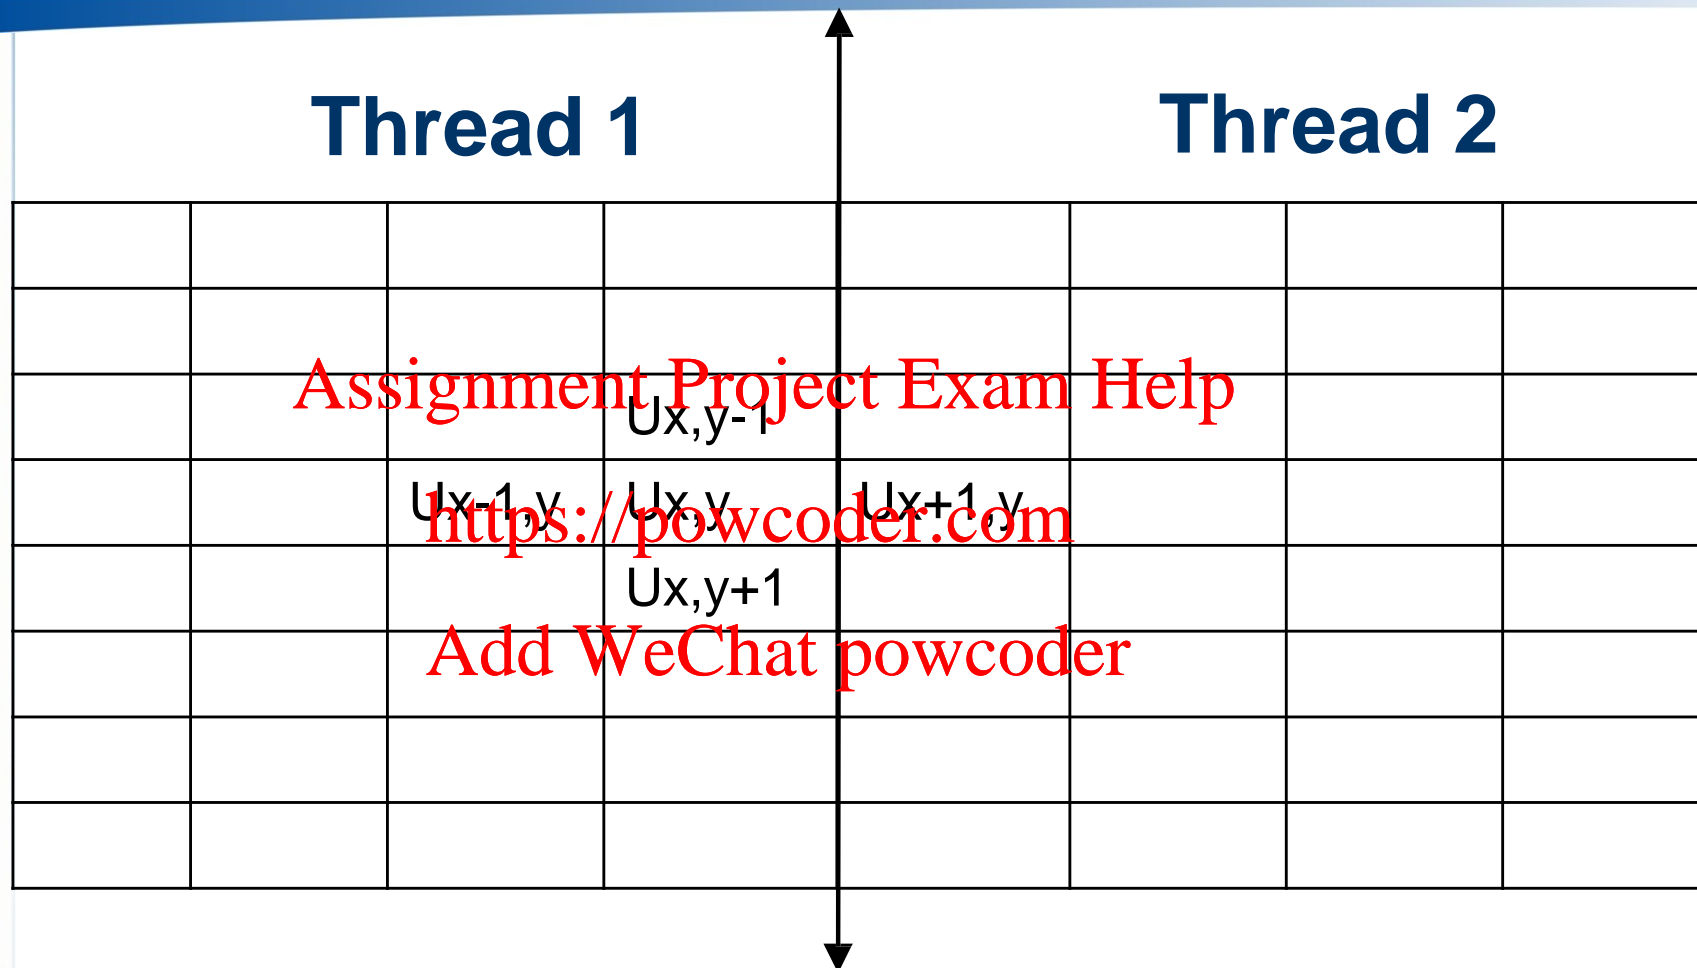 Thread 1 Thread 2
Assignment Project Exam Help
Ux,y-1
Ux-1,y Ux,y Ux+1,y
https://powcoder.com
Ux,y+1
Add WeChat powcoder